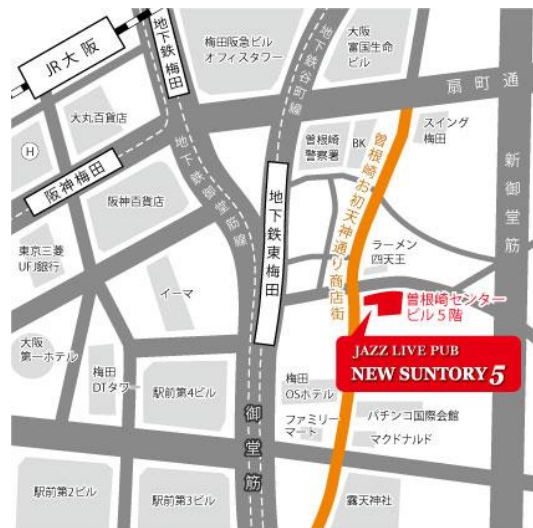 JR大阪
地下鉄梅田
梅田阪急ビル
オフィスタワー
地下鉄谷町線
大阪
富国生命
ビル
扇町通
大丸百貨店
H
阪神梅田
阪神百貨店
地下鉄御堂筋線
地下鉄東梅田
曽根崎
警察署
BK
スイング
梅田
曽根崎お初天神通り商店街
新御堂筋
東京三菱
UFJ銀行
イーマ
ラーメン
四天王
曽根崎センター
ビル5階
JAZZ LIVE PUB
NEW SUNTORY 5
大阪
第一ホテル
梅田
DTタワー
駅前第4ビル
御堂筋
梅田
OSホテル
ファミリー
マート
パチンコ国際会館
マクドナルド
駅前第2ビル
駅前第3ビル
露天神社